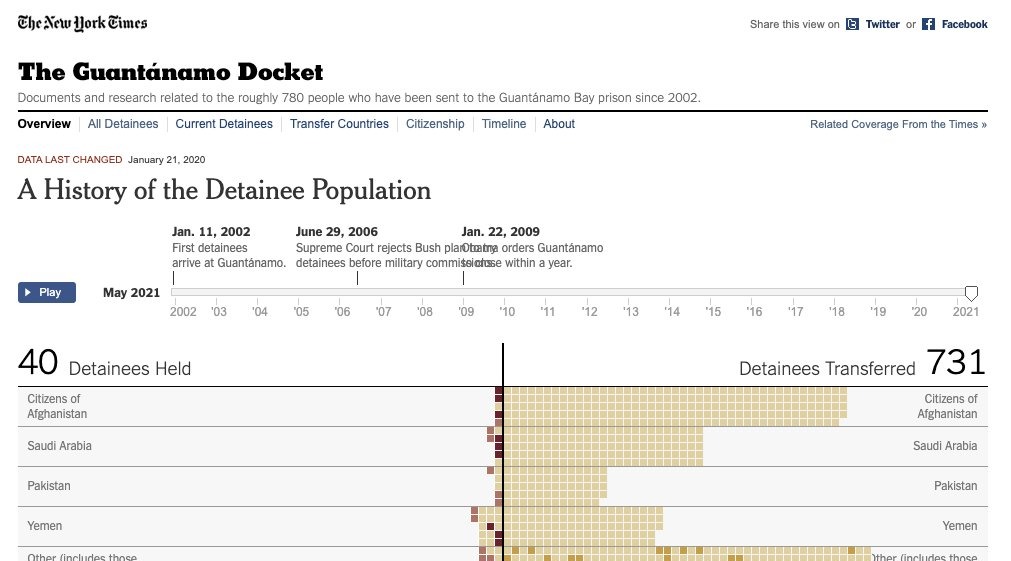 The New York Times
Share this view on Twitter or Facebook
The Guantánamo Docket
Documents and research related to the roughly 780 people who have been sent to the Guantánamo Bay prison since 2002.
Overview All Detainees Current Detainees Transfer Countries Citizenship Timeline About Related Coverage From the Times »
DATA LAST CHANGED January 21, 2020
A History of the Detainee Population
Jan. 11, 2002
First detainees
arrive at Guantánamo.
June 29, 2006
Supreme Court rejects Bush plan to try
detainees before military commissions.
Jan. 22, 2009
Obama orders Guantánamo
to close within a year.
Play May 2021
2002 '03 '04 '05 '06 '07 '08 '09 '10 '11 '12 '13 '14 '15 '16 '17 '18 '19 '20 2021
40 Detainees Held Detainees Transferred 731
Citizens of
Afghanistan
Citizens of
Afghanistan
Saudi Arabia Saudi Arabia
Pakistan Pakistan
Yemen Yemen
Other (includes those Other (includes those